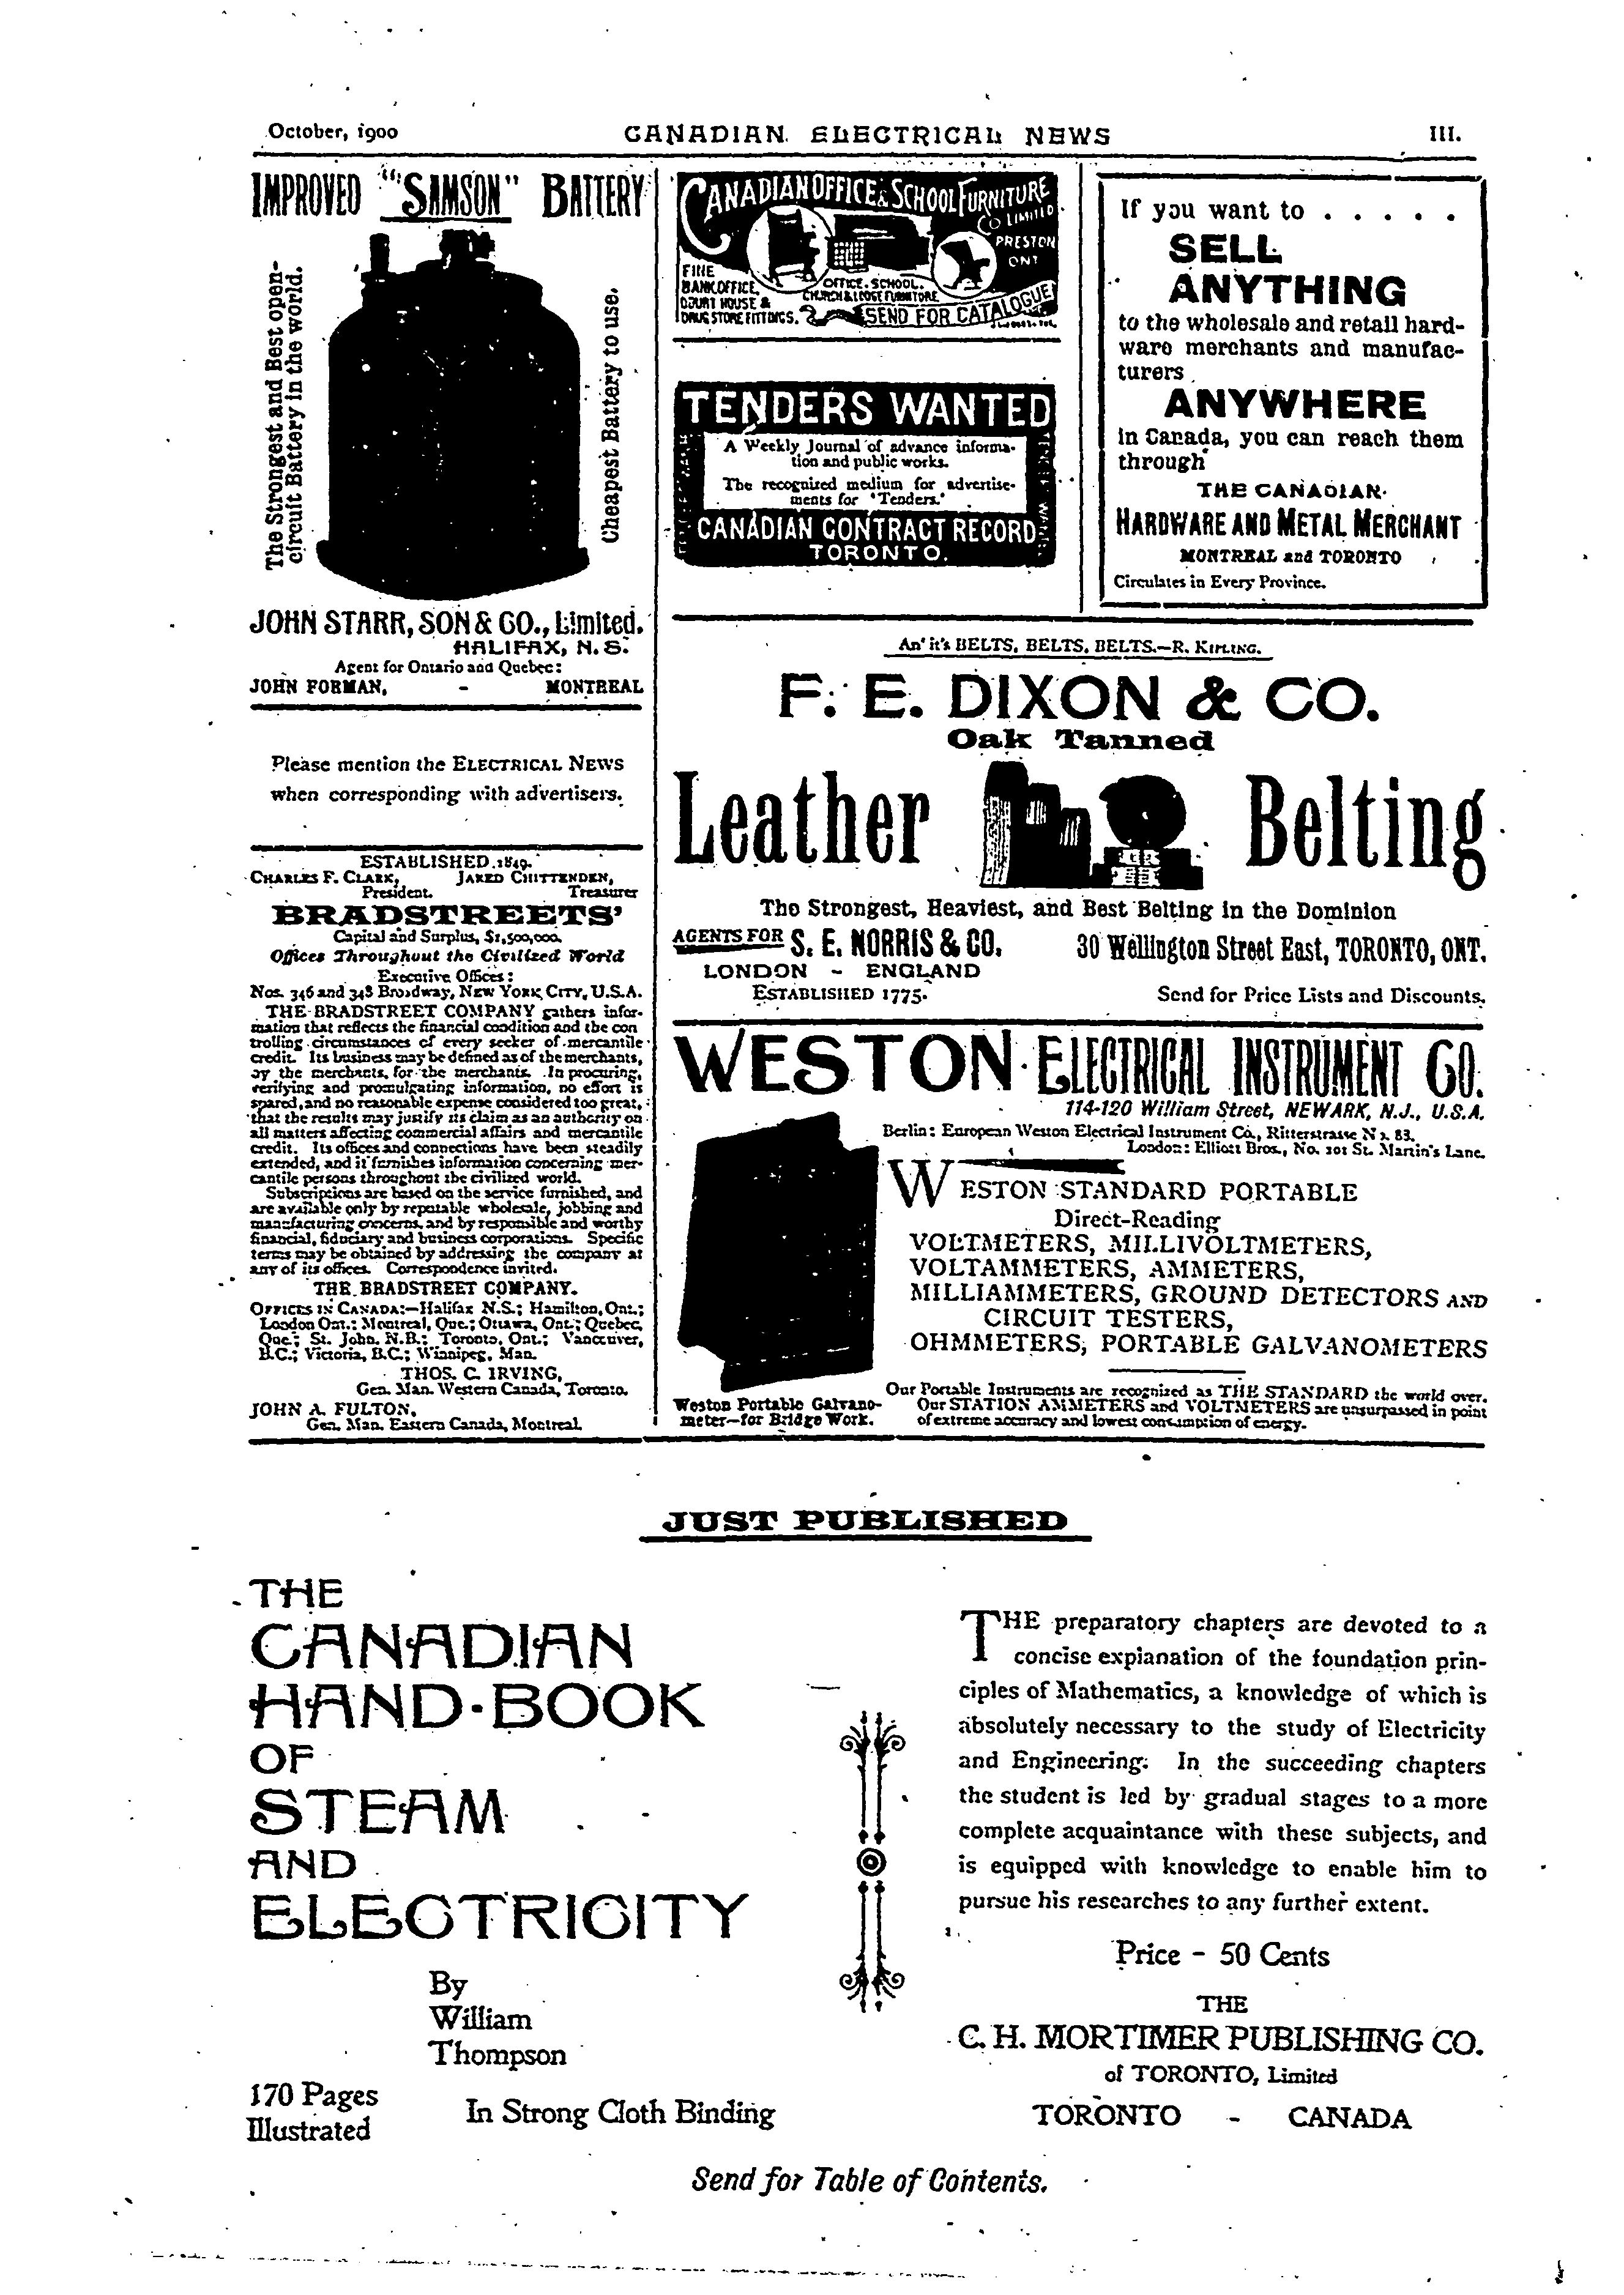 October, 1900
CANADIAN ELECTRICAL NEWS
III.
IMPROVED "SAMSON" BATTERY
The Strongest and Best open-
circuit Battery in the world.
Cheapest Battery to use.
JOHN STARR, SON & CO., Limited.
HALIFAX, N. S.
Agent for Ontario and Quebec:
JOHN FORMAN, - MONTREAL
Please mention the ELECTRICAL NEWS
when corresponding with advertisers.
ESTABLISHED 1849.
CHARLES F. CLARK, JARED CHITTENDEN,
President. Treasurer
BRADSTREETS'
Capital and Surplus, $1,500,000.
Offices Throughout the Civilized World
Executive Offices:
Nos. 346 and 348 Broadway, NEW YORK CITY, U.S.A.
THE BRADSTREET COMPANY gathers infor-
mation that reflects the financial condition and the con
trolling circumstances of every seeker of mercantile
credit. Its business may be defined as of the merchants,
by the merchants, for the merchants. In procuring,
verifying and promulgating information, no effort is
spared, and no reasonable expense considered too great,
that the results may justify its claim as an authority on
all matters affecting commercial affairs and mercantile
credit. Its offices and connections have been steadily
extended, and it furnishes information concerning mer-
cantile persons throughout the civilized world.
Subscriptions are based on the service furnished, and
are available only by reputable wholesale, jobbing and
manufacturing concerns, and by responsible and worthy
financial, fiduciary and business corporations. Specific
terms may be obtained by addressing the company at
any of its offices. Correspondence invited.
THE BRADSTREET COMPANY.
OFFICES IN CANADA:—Halifax N.S.; Hamilton, Ont.;
London Ont.; Montreal, Que.; Ottawa, Ont.; Quebec,
Que.; St. John, N.B.; Toronto, Ont.; Vancouver,
B.C.; Victoria, B.C.; Winnipeg, Man.
THOS. C. IRVING,
Gen. Man. Western Canada, Toronto.
JOHN A. FULTON,
Gen. Man. Eastern Canada, Montreal.
CANADIAN OFFICE & SCHOOL FURNITURE
CO LIMITED
PRESTON
ONT
FINE
BANK, OFFICE,
COURT HOUSE &
DRUG STORE FITTINGS.
OFFICE, SCHOOL,
CHURCH & LODGE FURNITURE
SEND FOR CATALOGUE
TENDERS WANTED
A Weekly Journal of advance informa-
tion and public works.
The recognized medium for advertise-
ments for 'Tenders.'
CANADIAN CONTRACT RECORD
TORONTO.
If you want to . . . . .
SELL
ANYTHING
to the wholesale and retail hard-
ware merchants and manufac-
turers
ANYWHERE
in Canada, you can reach them
through
THE CANADIAN
HARDWARE AND METAL MERCHANT
MONTREAL and TORONTO
Circulates in Every Province.
An' it's BELTS, BELTS, BELTS.—R. KIPLING.
F. E. DIXON & CO.
Oak Tanned
Leather Belting
The Strongest, Heaviest, and Best Belting in the Dominion
AGENTS FOR S. E. NORRIS & CO.
LONDON - ENGLAND
ESTABLISHED 1775.
30 Wellington Street East, TORONTO, ONT.
Send for Price Lists and Discounts.
WESTON ELECTRICAL INSTRUMENT CO.
114-120 William Street, NEWARK, N.J., U.S.A.
Berlin: European Weston Electrical Instrument Co., Ritterstrasse No. 83.
London: Elliott Bros., No. 101 St. Martin's Lane.
WESTON STANDARD PORTABLE
Direct-Reading
VOLTMETERS, MILLIVOLTMETERS,
VOLTAMMETERS, AMMETERS,
MILLIAMMETERS, GROUND DETECTORS AND
CIRCUIT TESTERS,
OHMMETERS, PORTABLE GALVANOMETERS
Weston Portable Galvano-
meter—for Bridge Work.
Our Portable Instruments are recognized as THE STANDARD the world over.
Our STATION AMMETERS and VOLTMETERS are unsurpassed in point
of extreme accuracy and lowest consumption of energy.
JUST PUBLISHED
THE
CANADIAN
HAND-BOOK
OF
STEAM
AND
ELECTRICITY
By
William
Thompson
170 Pages
Illustrated
In Strong Cloth Binding
THE preparatory chapters are devoted to a
concise explanation of the foundation prin-
ciples of Mathematics, a knowledge of which is
absolutely necessary to the study of Electricity
and Engineering. In the succeeding chapters
the student is led by gradual stages to a more
complete acquaintance with these subjects, and
is equipped with knowledge to enable him to
pursue his researches to any further extent.
Price - 50 Cents
THE
C. H. MORTIMER PUBLISHING CO.
of TORONTO, Limited
TORONTO - CANADA
Send for Table of Contents.